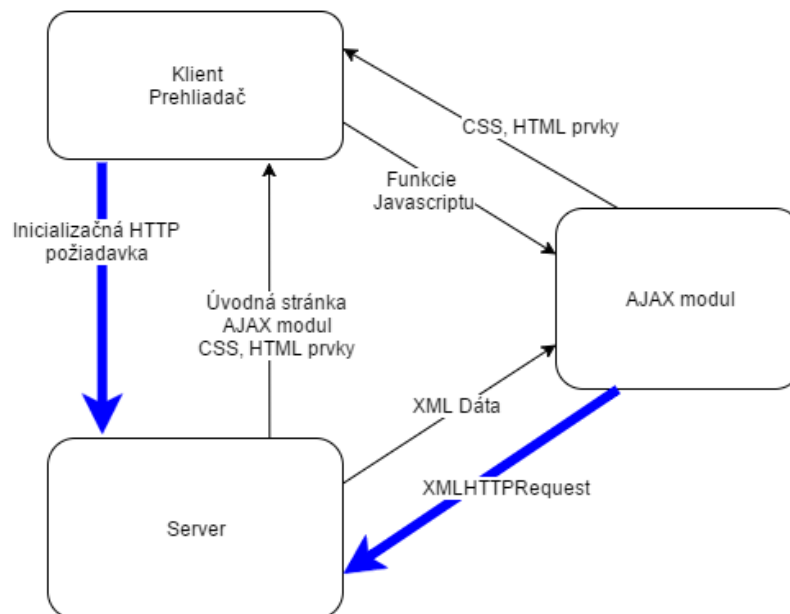 Klient
Prehliadač
CSS, HTML prvky
Funkcie
Javascriptu
Inicializačná HTTP
požiadavka
AJAX modul
Úvodná stránka
AJAX modul
CSS, HTML prvky
XML Dáta
XMLHTTPRequest
Server